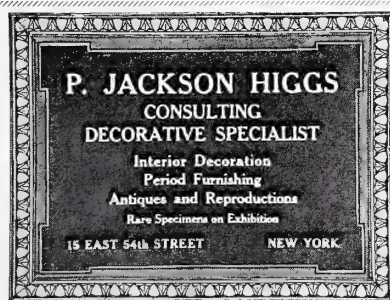 P. JACKSON HIGGS
CONSULTING
DECORATIVE SPECIALIST
Interior Decoration
Period Furnishing
Antiques and Reproductions
Rare Specimens on Exhibition
15 EAST 54th STREET NEW YORK